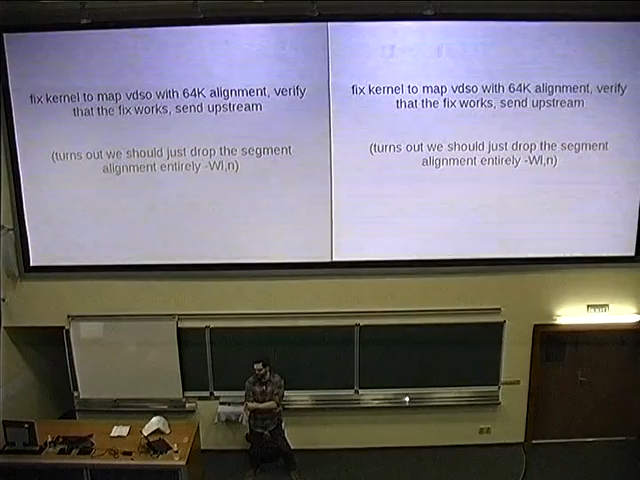 fix kernel to map vdso with 64K alignment, verify
that the fix works, send upstream
(turns out we should just drop the segment
alignment entirely -Wl,n)
fix kernel to map vdso with 64K alignment, verify
that the fix works, send upstream
(turns out we should just drop the segment
alignment entirely -Wl,n)
EXIT